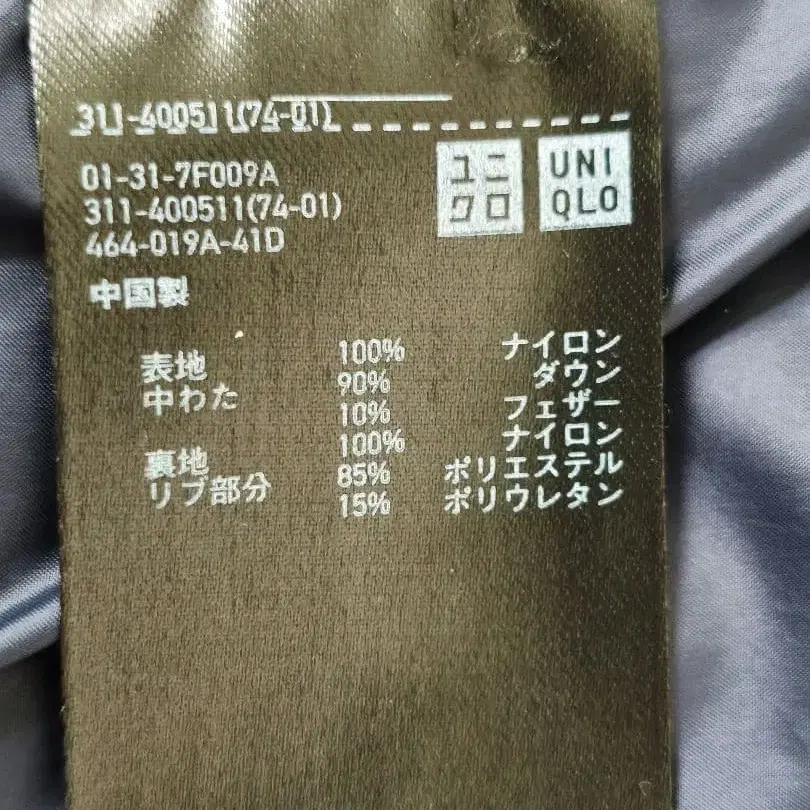 311-400511(74-01)
01-31-7F009A
311-400511(74-01)
464-019A-41D
ユニクロ
UNIQLO
中国製
表地 100% ナイロン
中わた 90% ダウン
10% フェザー
裏地 100% ナイロン
リブ部分 85% ポリエステル
15% ポリウレタン